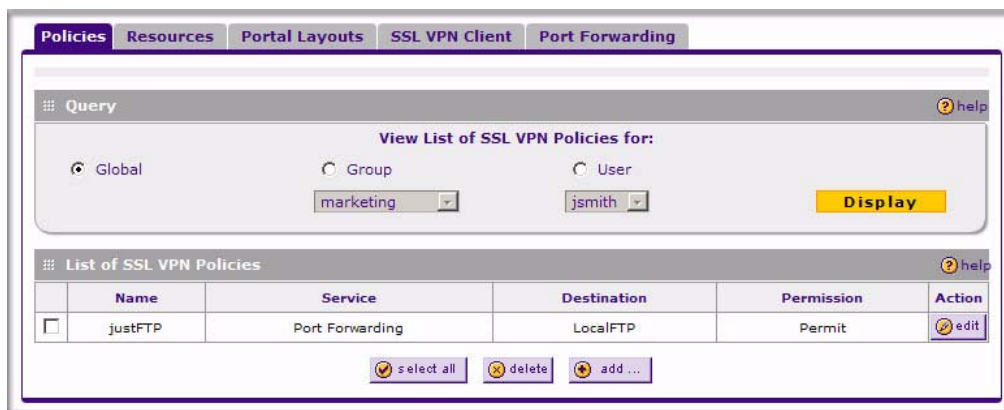 Policies Resources Portal Layouts SSL VPN Client Port Forwarding
Query help
View List of SSL VPN Policies for:
Global Group User
marketing jsmith Display
List of SSL VPN Policies help
Name Service Destination Permission Action
justFTP Port Forwarding LocalFTP Permit edit
select all delete add ...